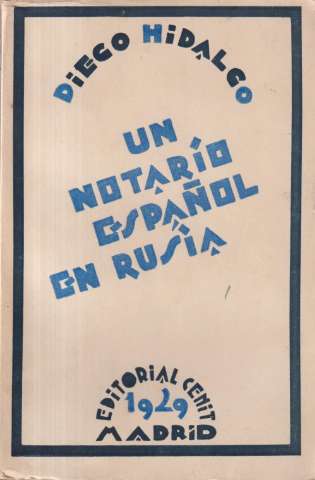 DIEGO HIDALGO
UN
NOTARIO
ESPAÑOL
EN RUSIA
EDITORIAL CENIT
1929
MADRID